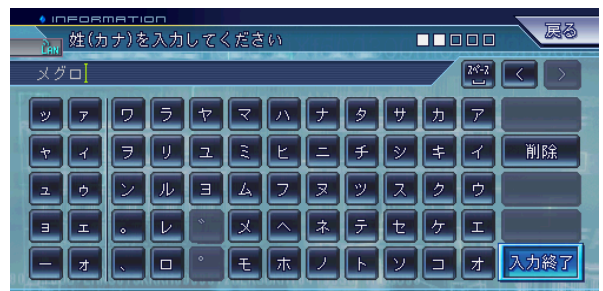 INFORMATION
LAN 姓(カナ)を入力してください 戻る
メグロ スペース < >
ッ ァ ワ ラ ヤ マ ハ ナ タ サ カ ア
ャ ィ ヲ リ ユ ミ ヒ ニ チ シ キ イ 削除
ュ ゥ ン ル ヨ ム フ ヌ ツ ス ク ウ
ョ ェ 。 レ ゛ メ ヘ ネ テ セ ケ エ
ー ォ 、 ロ ゜ モ ホ ノ ト ソ コ オ 入力終了